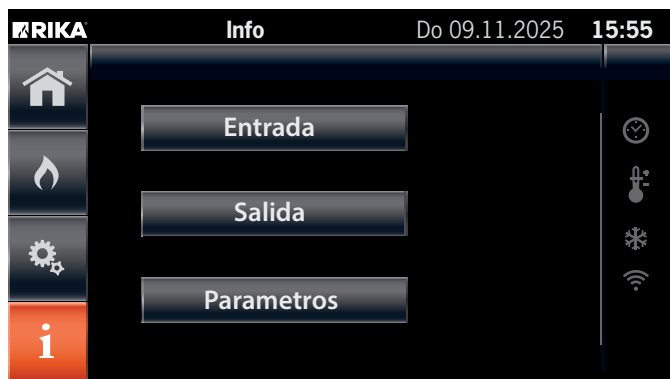 RIKA Info Do 09.11.2025 15:55
Entrada
Salida
Parametros
i